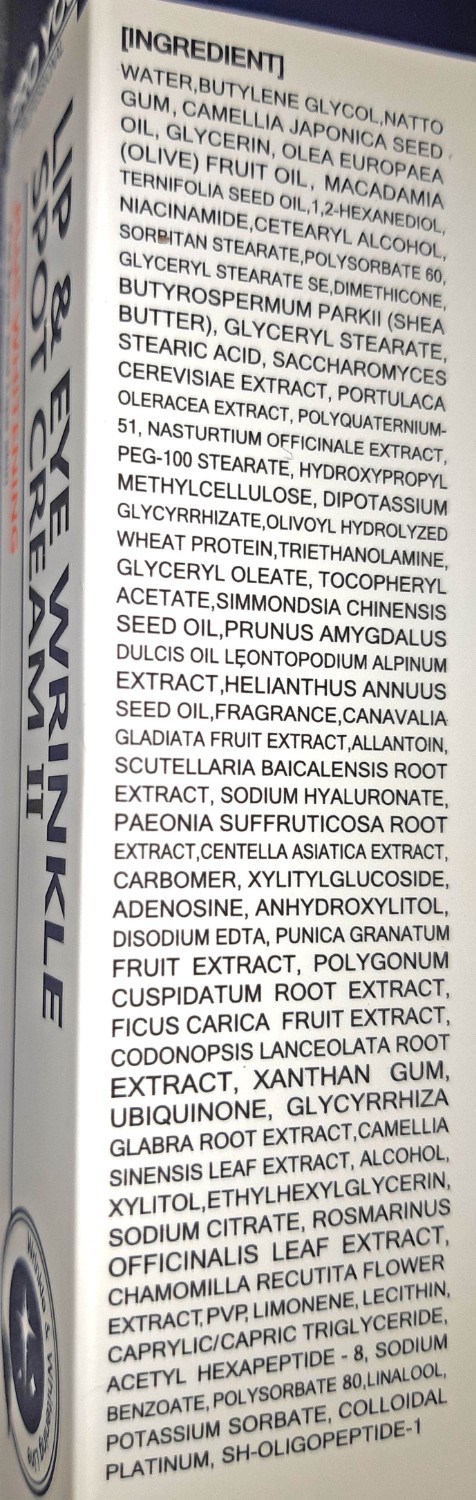 [INGREDIENT]
WATER,BUTYLENE GLYCOL,NATTO
GUM, CAMELLIA JAPONICA SEED
OIL, GLYCERIN, OLEA EUROPAEA
(OLIVE) FRUIT OIL, MACADAMIA
TERNIFOLIA SEED OIL,1,2-HEXANEDIOL,
NIACINAMIDE,CETEARYL ALCOHOL,
SORBITAN STEARATE,POLYSORBATE 60,
GLYCERYL STEARATE SE,DIMETHICONE,
BUTYROSPERMUM PARKII (SHEA
BUTTER), GLYCERYL STEARATE,
STEARIC ACID, SACCHAROMYCES
CEREVISIAE EXTRACT, PORTULACA
OLERACEA EXTRACT, POLYQUATERNIUM-
51, NASTURTIUM OFFICINALE EXTRACT,
PEG-100 STEARATE, HYDROXYPROPYL
METHYLCELLULOSE, DIPOTASSIUM
GLYCYRRHIZATE,OLIVOYL HYDROLYZED
WHEAT PROTEIN,TRIETHANOLAMINE,
GLYCERYL OLEATE, TOCOPHERYL
ACETATE,SIMMONDSIA CHINENSIS
SEED OIL,PRUNUS AMYGDALUS
DULCIS OIL LEONTOPODIUM ALPINUM
EXTRACT,HELIANTHUS ANNUUS
SEED OIL,FRAGRANCE,CANAVALIA
GLADIATA FRUIT EXTRACT,ALLANTOIN,
SCUTELLARIA BAICALENSIS ROOT
EXTRACT, SODIUM HYALURONATE,
PAEONIA SUFFRUTICOSA ROOT
EXTRACT,CENTELLA ASIATICA EXTRACT,
CARBOMER, XYLITYLGLUCOSIDE,
ADENOSINE, ANHYDROXYLITOL,
DISODIUM EDTA, PUNICA GRANATUM
FRUIT EXTRACT, POLYGONUM
CUSPIDATUM ROOT EXTRACT,
FICUS CARICA FRUIT EXTRACT,
CODONOPSIS LANCEOLATA ROOT
EXTRACT, XANTHAN GUM,
UBIQUINONE, GLYCYRRHIZA
GLABRA ROOT EXTRACT,CAMELLIA
SINENSIS LEAF EXTRACT, ALCOHOL,
XYLITOL,ETHYLHEXYLGLYCERIN,
SODIUM CITRATE, ROSMARINUS
OFFICINALIS LEAF EXTRACT,
CHAMOMILLA RECUTITA FLOWER
EXTRACT,PVP, LIMONENE, LECITHIN,
CAPRYLIC/CAPRIC TRIGLYCERIDE,
ACETYL HEXAPEPTIDE - 8, SODIUM
BENZOATE, POLYSORBATE 80,LINALOOL,
POTASSIUM SORBATE, COLLOIDAL
PLATINUM, SH-OLIGOPEPTIDE-1
LIP & EYE WRINKLE
SPOT CREAM II